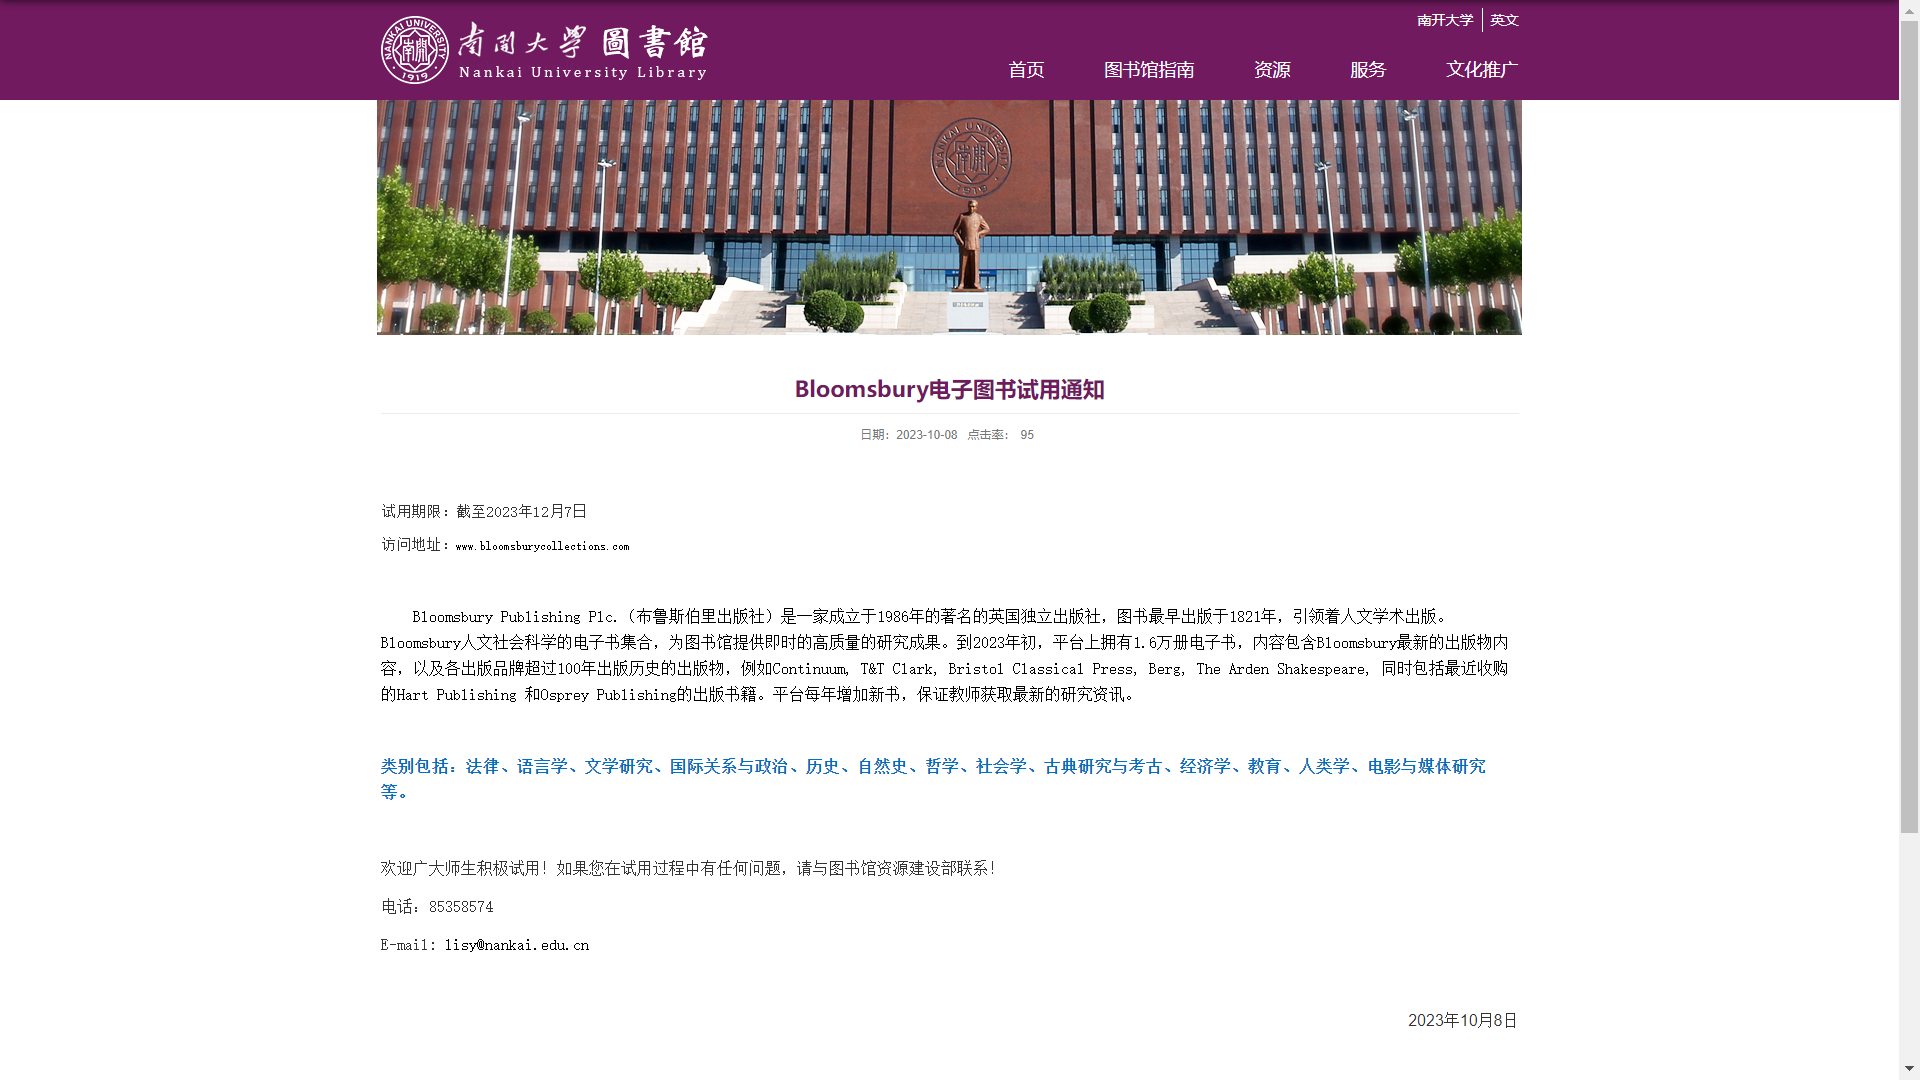 南开大学 英文
NANKAI UNIVERSITY
1919
南開大學 圖書館
Nankai University Library
首页 图书馆指南 资源 服务 文化推广
NANKAI UNIVERSITY
1919
Bloomsbury电子图书试用通知
日期：2023-10-08 点击率： 95
试用期限：截至2023年12月7日
访问地址：www.bloomsburycollections.com
Bloomsbury Publishing Plc.（布鲁斯伯里出版社）是一家成立于1986年的著名的英国独立出版社，图书最早出版于1821年，引领着人文学术出版。
Bloomsbury人文社会科学的电子书集合，为图书馆提供即时的高质量的研究成果。到2023年初，平台上拥有1.6万册电子书，内容包含Bloomsbury最新的出版物内
容，以及各出版品牌超过100年出版历史的出版物，例如Continuum, T&T Clark, Bristol Classical Press, Berg, The Arden Shakespeare, 同时包括最近收购
的Hart Publishing 和Osprey Publishing的出版书籍。平台每年增加新书，保证教师获取最新的研究资讯。
类别包括：法律、语言学、文学研究、国际关系与政治、历史、自然史、哲学、社会学、古典研究与考古、经济学、教育、人类学、电影与媒体研究
等。
欢迎广大师生积极试用！如果您在试用过程中有任何问题，请与图书馆资源建设部联系！
电话：85358574
E-mail: lisy@nankai.edu.cn
2023年10月8日